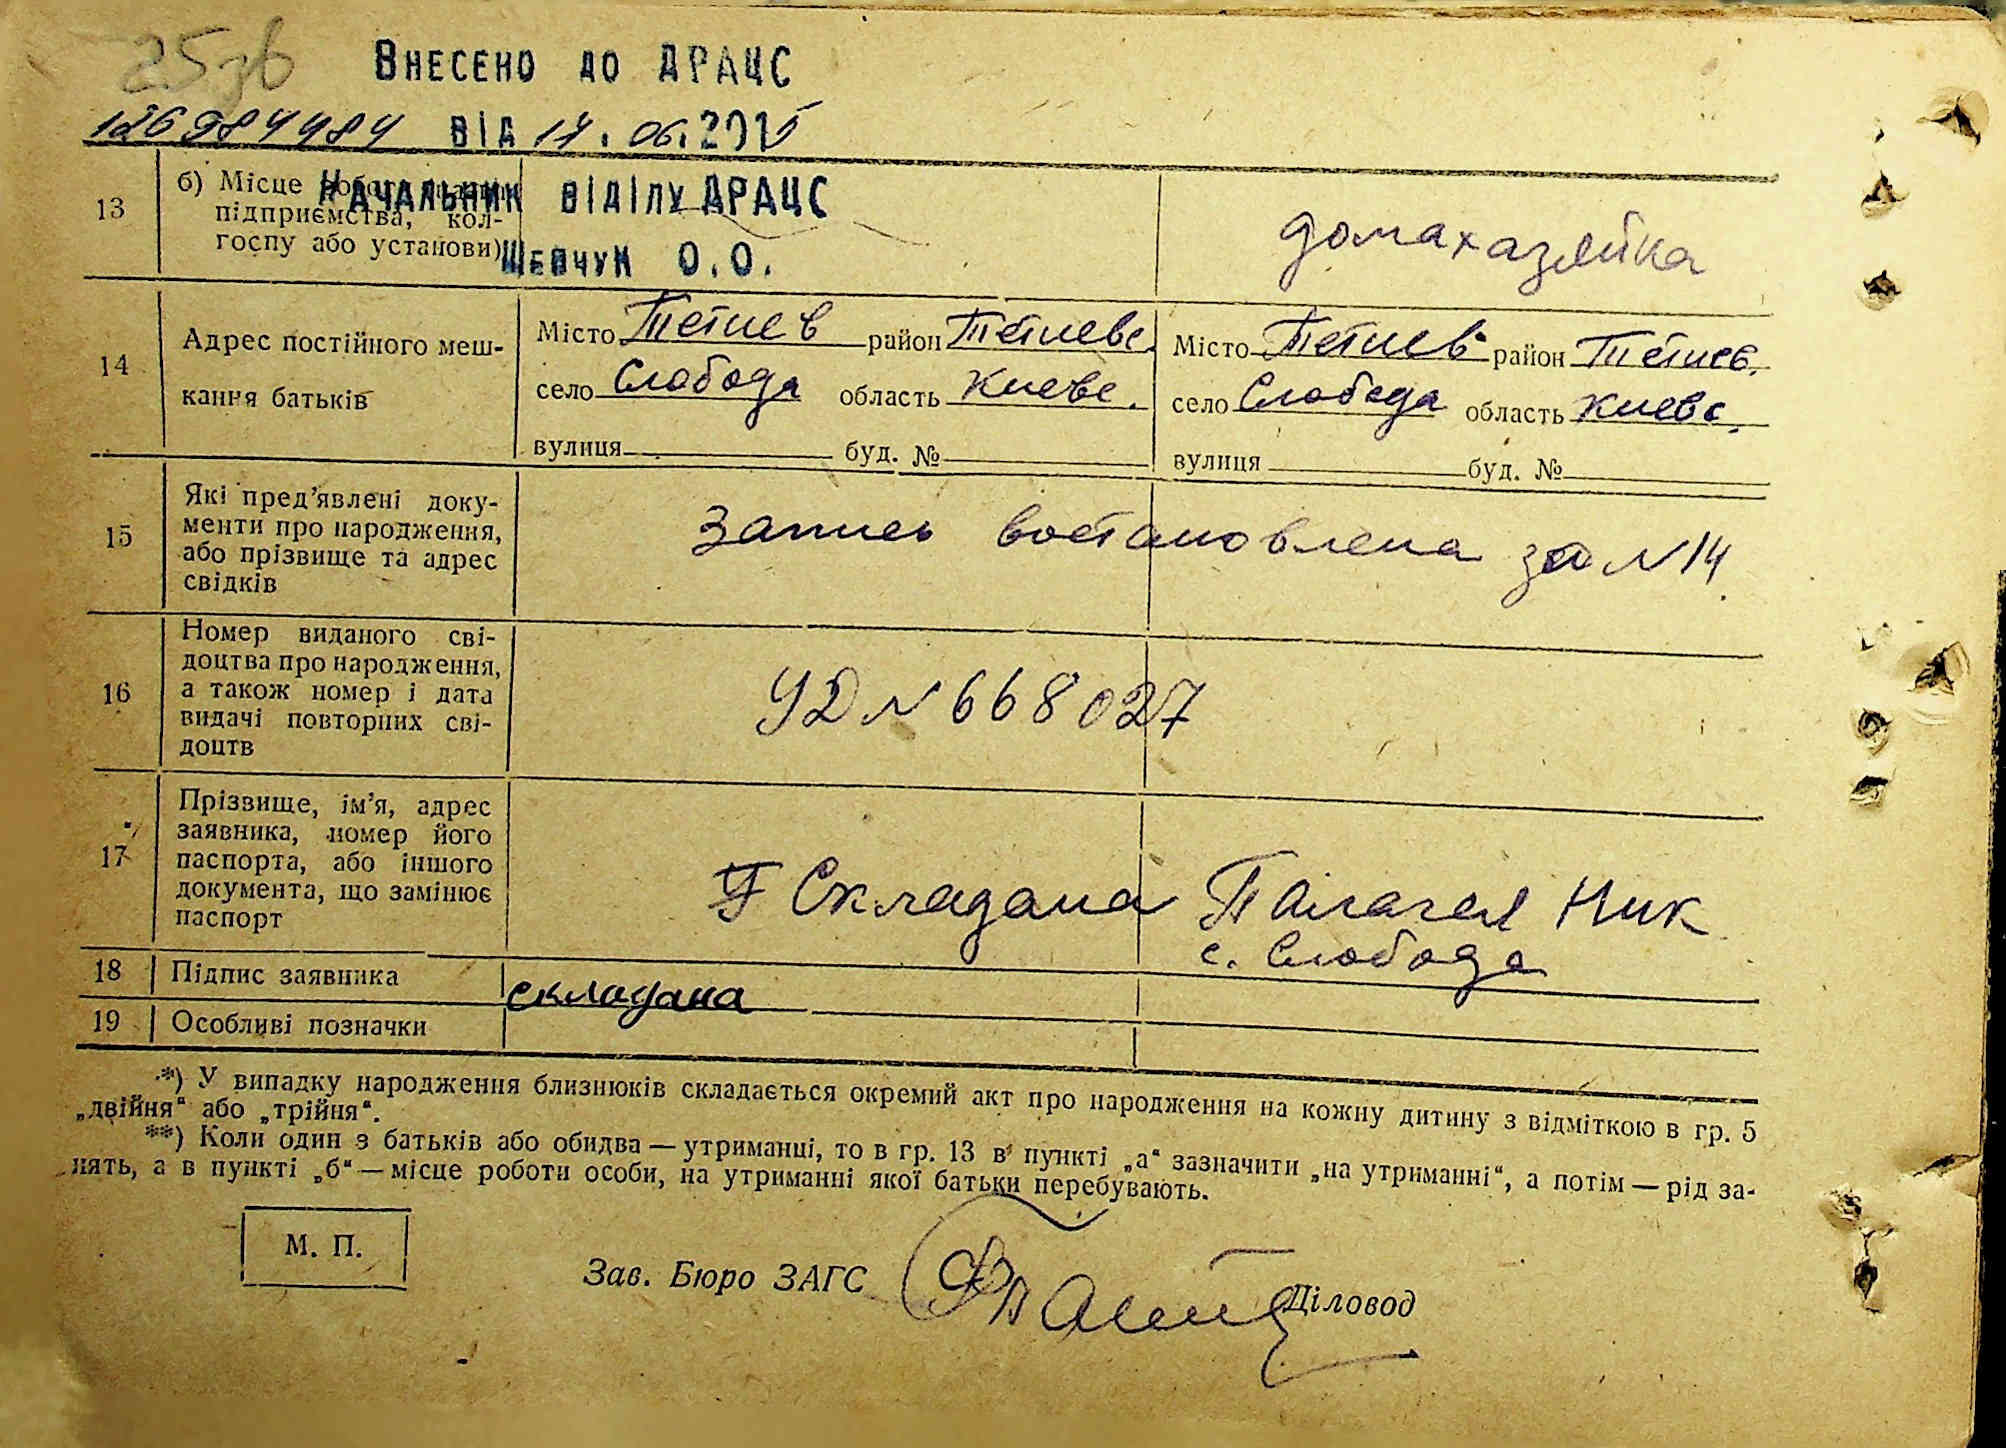 25зв
Внесено до ДРАЦС
126984484 від 17.06.20
Начальник відділу ДРАЦС
Шевчук О.О.
13 б) Місце роботи (назва підприємства, кол-
госпу або установи)
домахазяйка
14 Адрес постійного меш-
кання батьків
Місто Тетиев район Тетиевс.
село Слобода область Киевс.
вулиця буд. №
Місто Тетиев район Тетиев.
село Слобода область Киевс.
вулиця буд. №
15 Які пред’явлені доку-
менти про народження,
або прізвище та адрес
свідків
Запись востановлена за N 14
16 Номер виданого сві-
доцтва про народження,
а також номер і дата
видачі повторних сві-
доцтв
УД N 668027
17 Прізвище, ім’я, адрес
заявника, номер його
паспорта, або іншого
документа, що замінює
паспорт
Складана Палагея Ник
с. Слобода
18 Підпис заявника складана
19 Особливі позначки
*) У випадку народження близнюків складається окремий акт про народження на кожну дитину з відміткою в гр. 5
„двійня“ або „трійня“.
**) Коли один з батьків або обидва — утриманці, то в гр. 13 в пункті „а“ зазначити „на утриманні“, а потім — рід за-
нять, а в пункті „б“ — місце роботи особи, на утриманні якої батьки перебувають.
М. П.
Зав. Бюро ЗАГС
Діловод